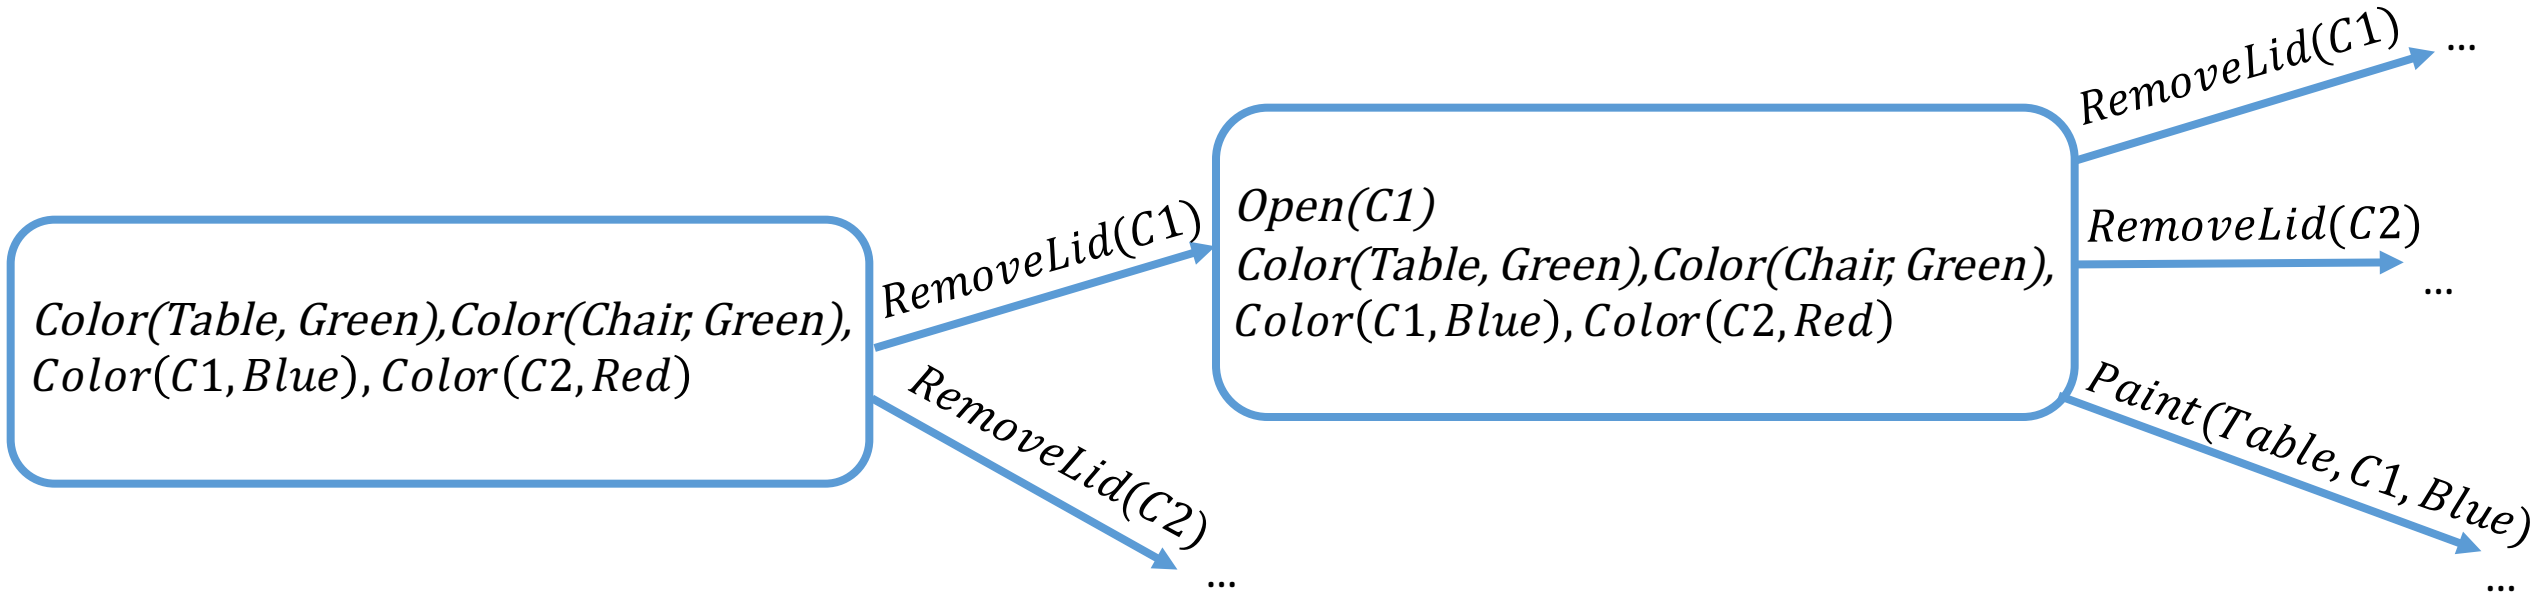 Color(Table, Green),Color(Chair, Green),
Color(C1, Blue), Color(C2, Red)
RemoveLid(C1)
RemoveLid(C2)
...
Open(C1)
Color(Table, Green),Color(Chair, Green),
Color(C1, Blue), Color(C2, Red)
RemoveLid(C1)
...
RemoveLid(C2)
...
Paint(Table, C1, Blue)
...